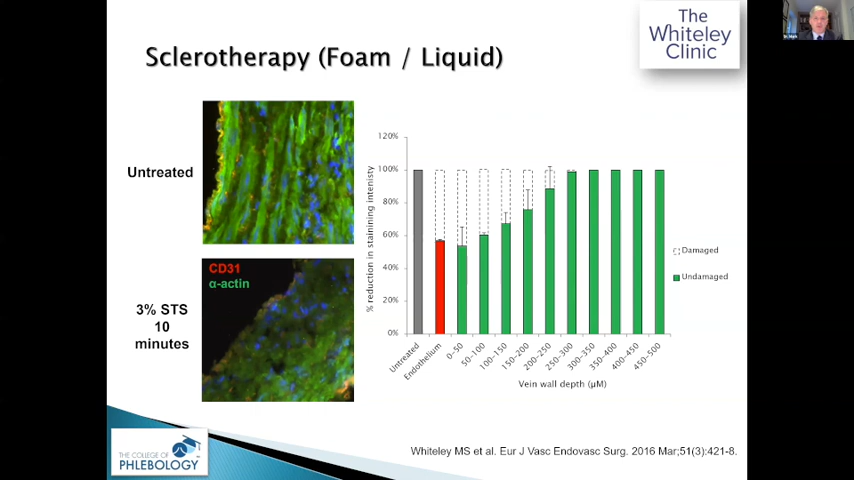 The
Whiteley
Clinic
Sclerotherapy (Foam / Liquid)
Untreated
CD31
α-actin
3% STS
10
minutes
% reduction in stainining intenisty
120%
100%
80%
60%
40%
20%
0%
Untreated
Endothelium
0-50
50-100
100-150
150-200
200-250
250-300
300-350
350-400
400-450
450-500
Vein wall depth (μM)
Damaged
Undamaged
THE COLLEGE OF
PHLEBOLOGY
Whiteley MS et al. Eur J Vasc Endovasc Surg. 2016 Mar;51(3):421-8.